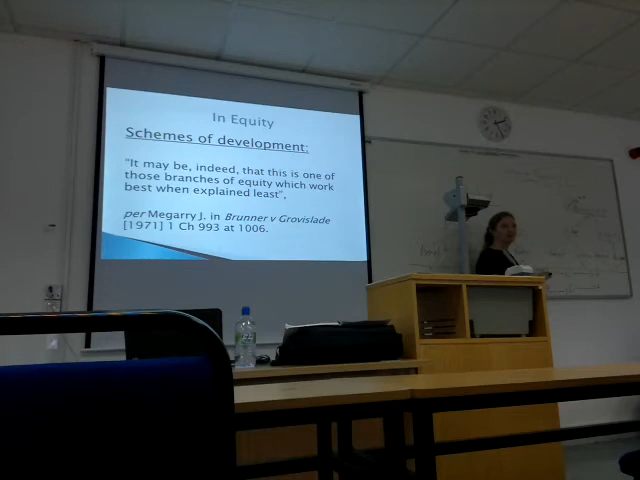 In Equity
Schemes of development:
"It may be, indeed, that this is one of
those branches of equity which work
best when explained least",
per Megarry J. in Brunner v Grovislade
[1971] 1 Ch 993 at 1006.